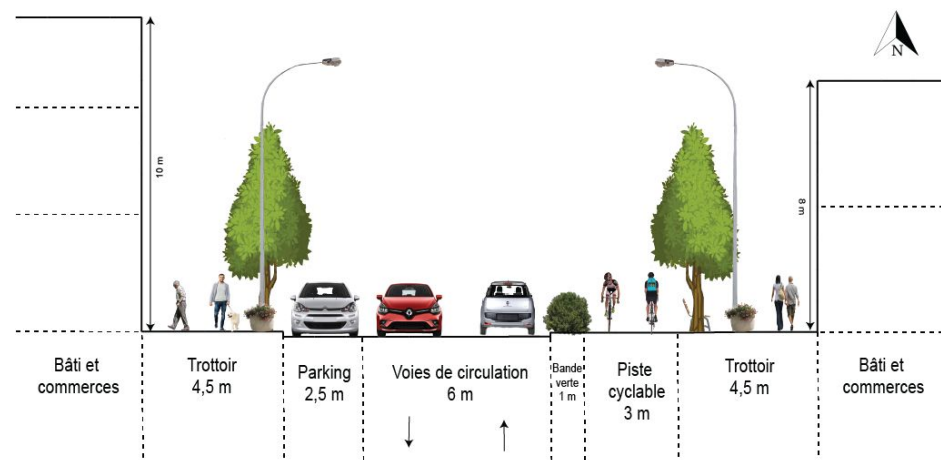 N
10 m
8 m
Bâti et
commerces
Trottoir
4,5 m
Parking
2,5 m
Voies de circulation
6 m
Bande
verte
1 m
Piste
cyclable
3 m
Trottoir
4,5 m
Bâti et
commerces